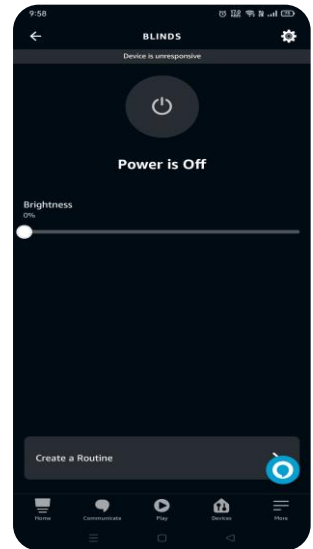 9:58
BLINDS
Device is unresponsive
Power is Off
Brightness
0%
Create a Routine
Home Communicate Play Devices More